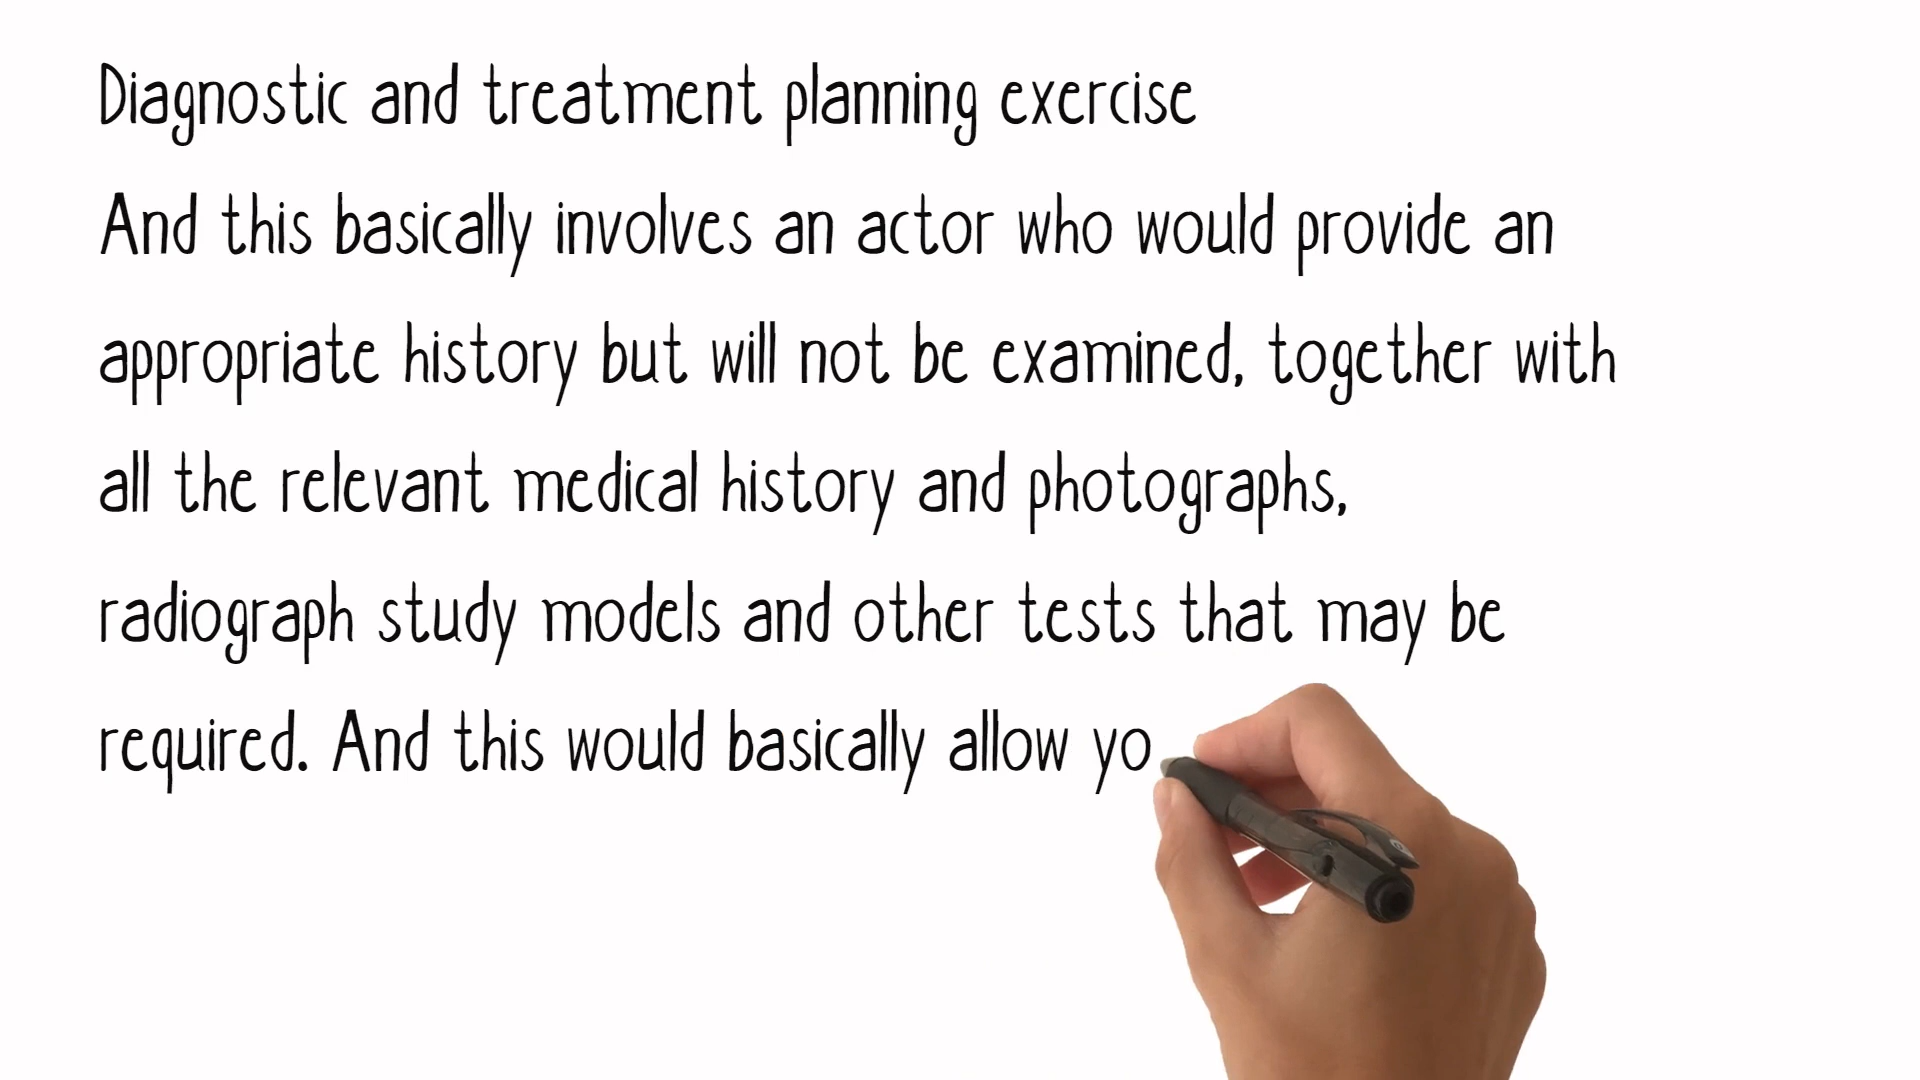 Diagnostic and treatment planning exercise
And this basically involves an actor who would provide an
appropriate history but will not be examined, together with
all the relevant medical history and photographs,
radiograph study models and other tests that may be
required. And this would basically allow yo